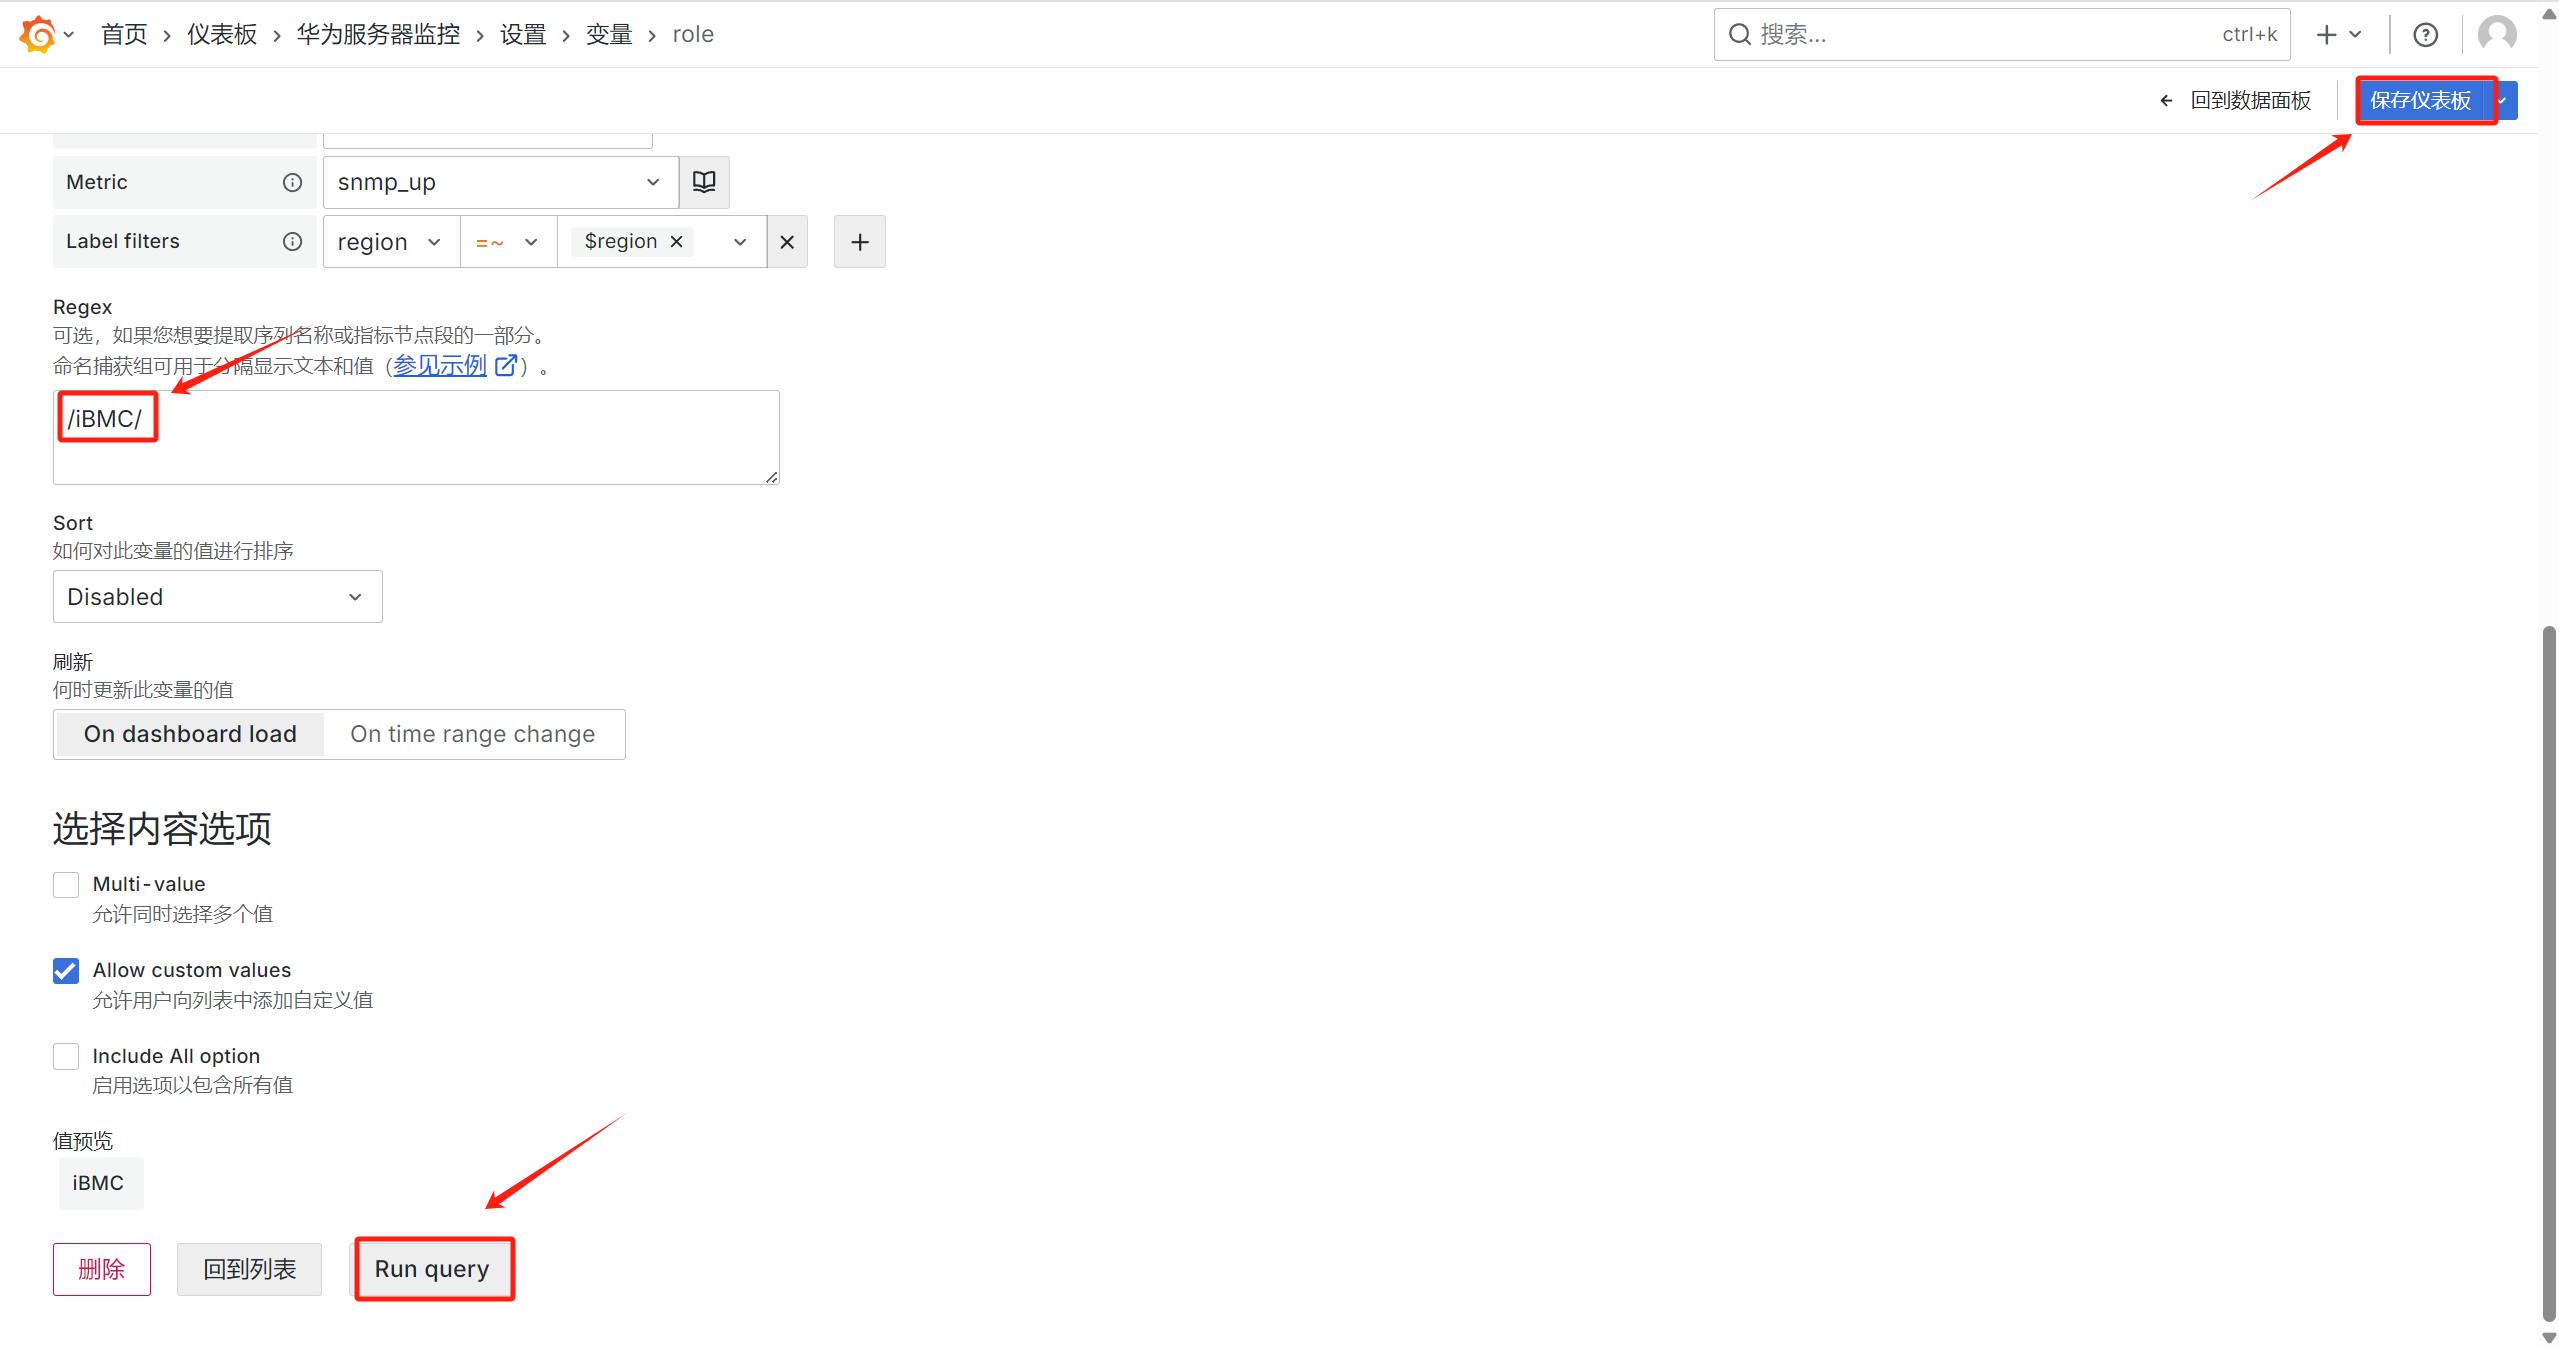 首页 › 仪表板 › 华为服务器监控 › 设置 › 变量 › role
搜索... ctrl+k
回到数据面板 保存仪表板
Metric snmp_up
Label filters region =~ $region
Regex
可选，如果您想要提取序列名称或指标节点段的一部分。
命名捕获组可用于分隔显示文本和值（参见示例）。
/iBMC/
Sort
如何对此变量的值进行排序
Disabled
刷新
何时更新此变量的值
On dashboard load On time range change
选择内容选项
Multi-value
允许同时选择多个值
Allow custom values
允许用户向列表中添加自定义值
Include All option
启用选项以包含所有值
值预览
iBMC
删除 回到列表 Run query